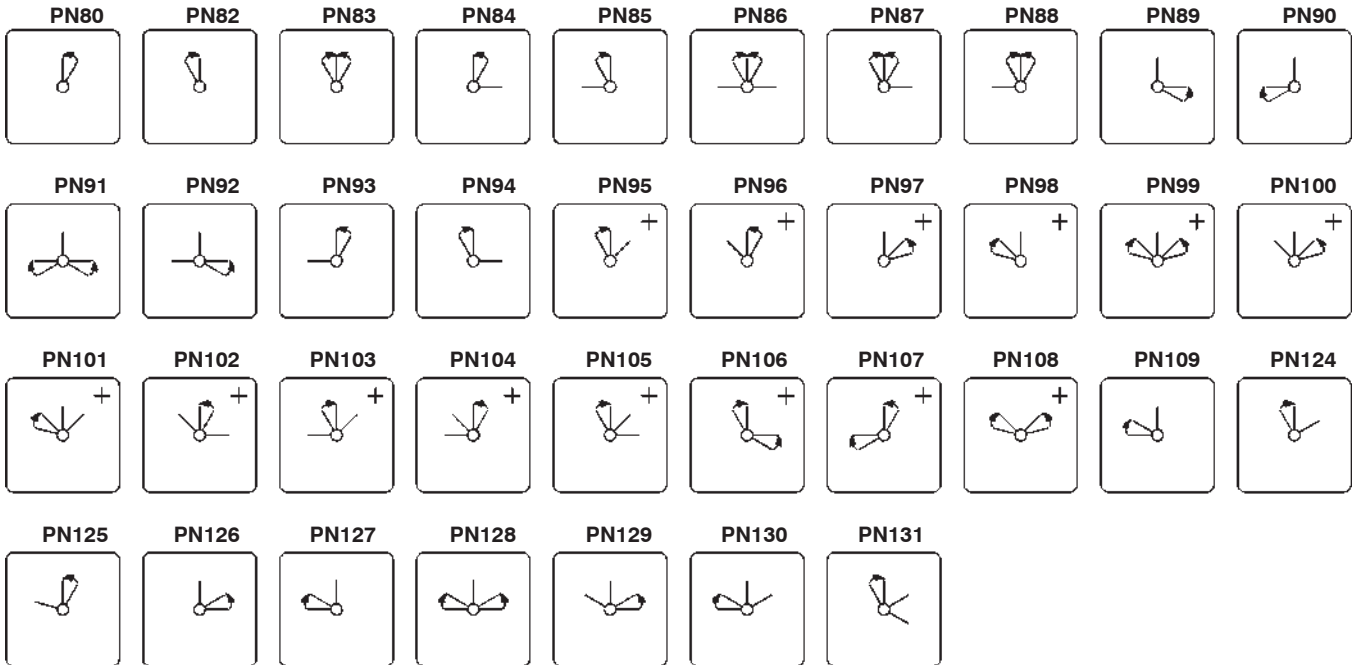 PN80 PN82 PN83 PN84 PN85 PN86 PN87 PN88 PN89 PN90
PN91 PN92 PN93 PN94 PN95 PN96 PN97 PN98 PN99 PN100
+ + + + + +
PN101 PN102 PN103 PN104 PN105 PN106 PN107 PN108 PN109 PN124
+ + + + + + + +
PN125 PN126 PN127 PN128 PN129 PN130 PN131